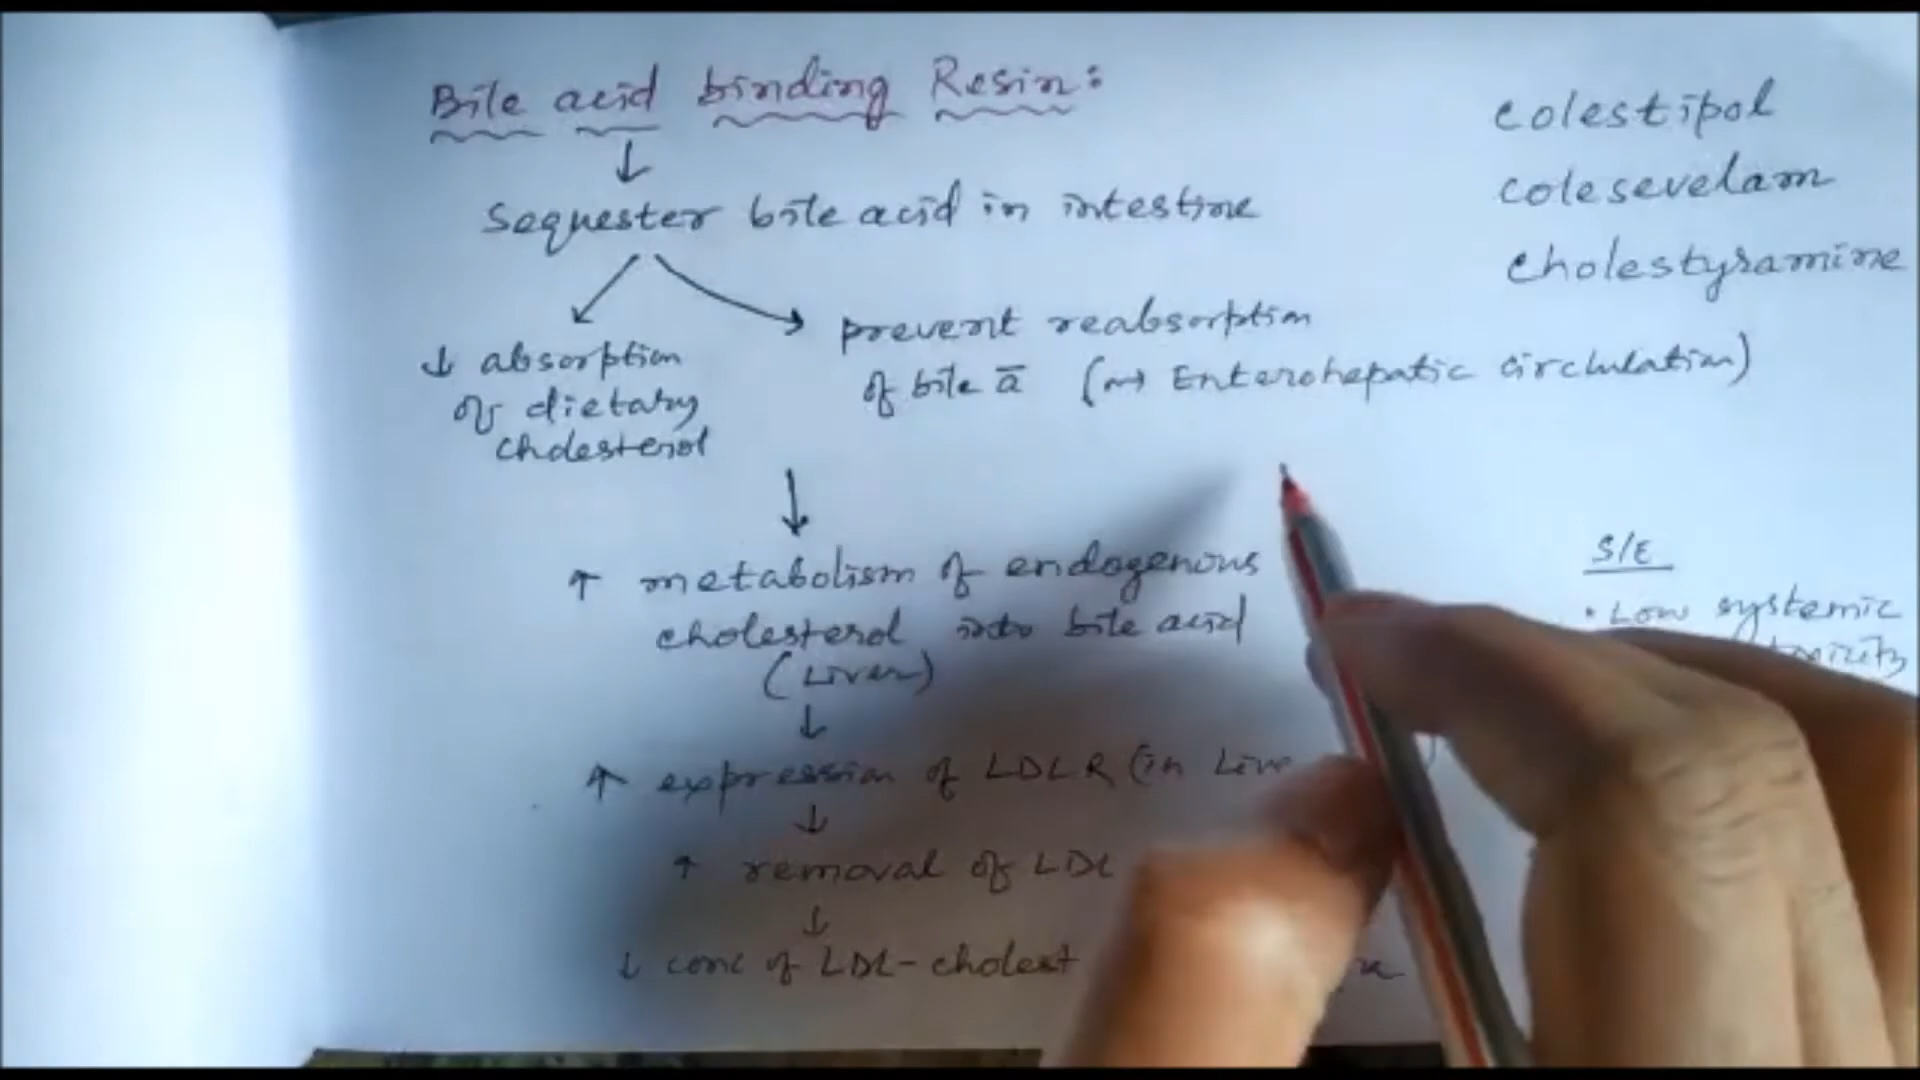 Bile acid binding Resin:
↓
Sequester bile acid in intestine
↓ absorption
of dietary
cholesterol
prevent reabsorption
of bile ā (→ Enterohepatic circulation)
↓
↑ metabolism of endogenous
cholesterol into bile acid
(Liver)
↓
↑ expression of LDLR (in Live
↓
↑ removal of LDL
↓
↓ conc of LDL-cholest
colestipol
colesevelam
cholestyramine
S/E
• Low systemic